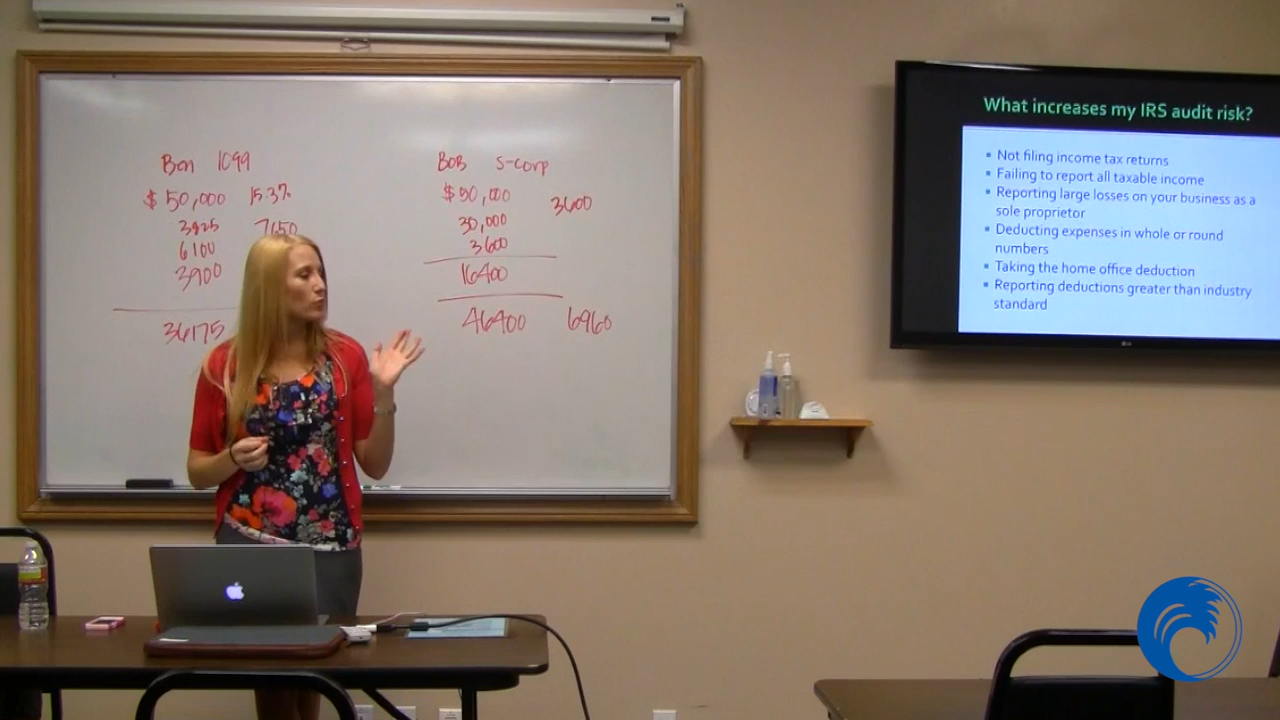 Ben 1099
$50,000 15.3%
3825 7650
6100
3900
36175
BOB S-corp
$50,000 3600
30,000
3600
16400
46400 6960
What increases my IRS audit risk?
▪ Not filing income tax returns
▪ Failing to report all taxable income
▪ Reporting large losses on your business as a
sole proprietor
▪ Deducting expenses in whole or round
numbers
▪ Taking the home office deduction
▪ Reporting deductions greater than industry
standard
LG